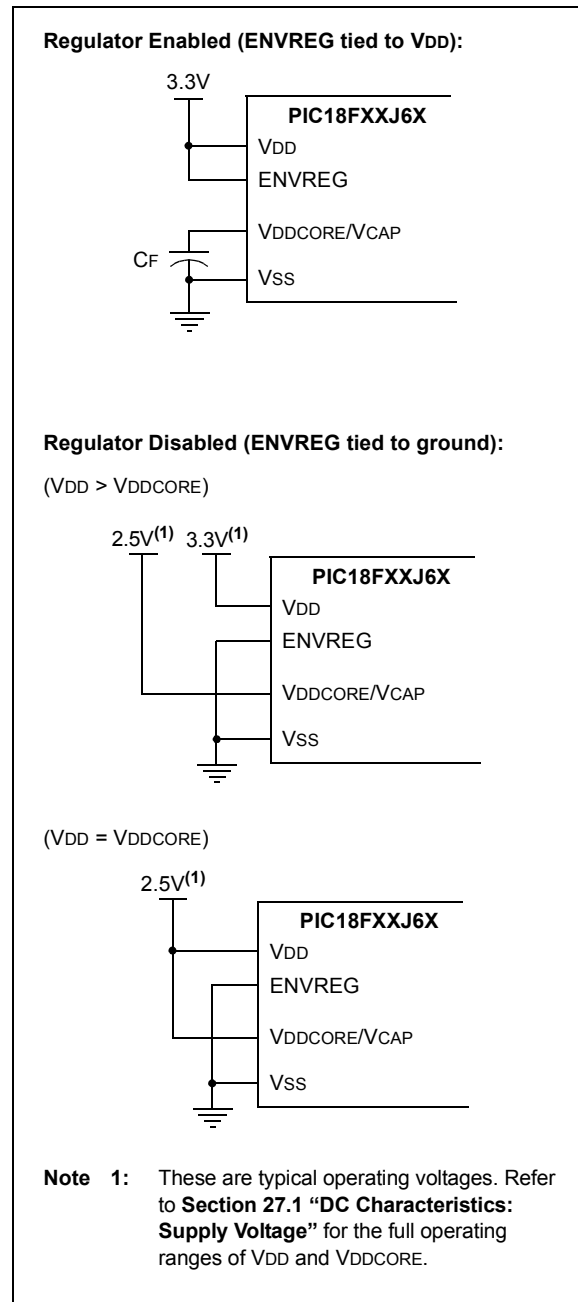 Regulator Enabled (ENVREG tied to VDD):
3.3V
PIC18FXXJ6X
VDD
ENVREG
VDDCORE/VCAP
CF
VSS
Regulator Disabled (ENVREG tied to ground):
(VDD > VDDCORE)
2.5V(1) 3.3V(1)
PIC18FXXJ6X
VDD
ENVREG
VDDCORE/VCAP
VSS
(VDD = VDDCORE)
2.5V(1)
PIC18FXXJ6X
VDD
ENVREG
VDDCORE/VCAP
VSS
Note 1: These are typical operating voltages. Refer
to Section 27.1 “DC Characteristics:
Supply Voltage” for the full operating
ranges of VDD and VDDCORE.